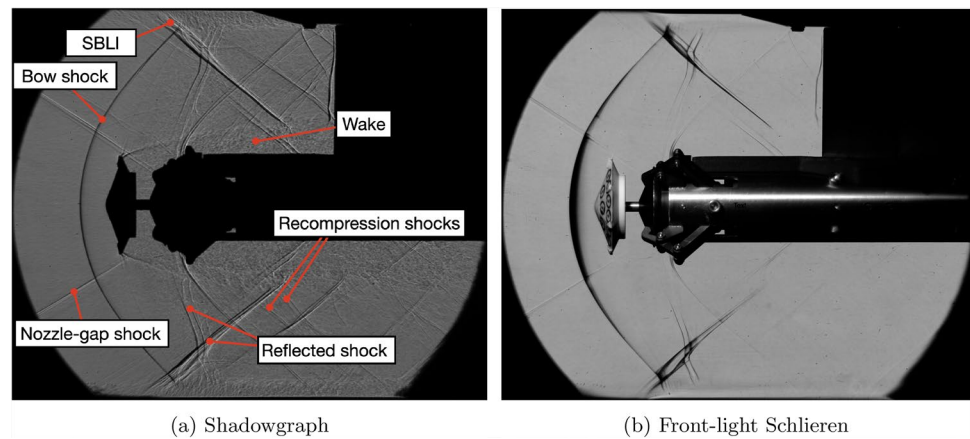 SBLI
Bow shock
Wake
Recompression shocks
Nozzle-gap shock
Reflected shock
(a) Shadowgraph
(b) Front-light Schlieren